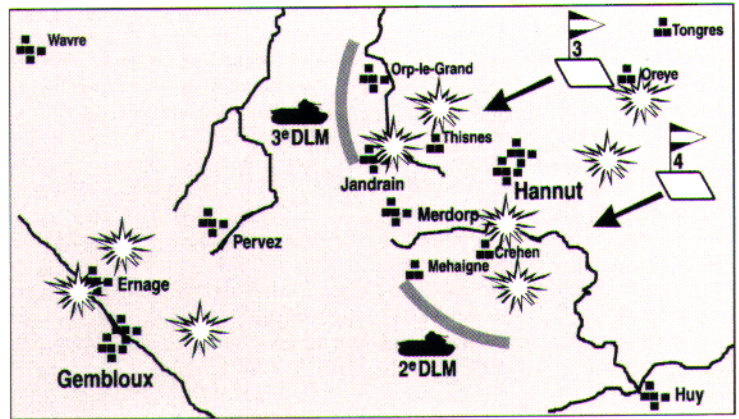 Wavre
3
Tongres
Orp-le-Grand
Oreye
3e DLM
Thisnes
4
Jandrain
Hannut
Merdorp
Pervez
Crehen
Mehaigne
Ernage
2e DLM
Gembloux
Huy